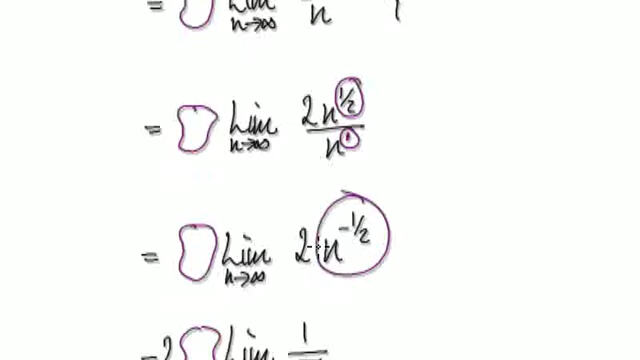 = lim n→∞ n
= lim n→∞ 2n^{1/2} / n^{1}
= lim n→∞ 2·n^{-1/2}
= 2 lim 1